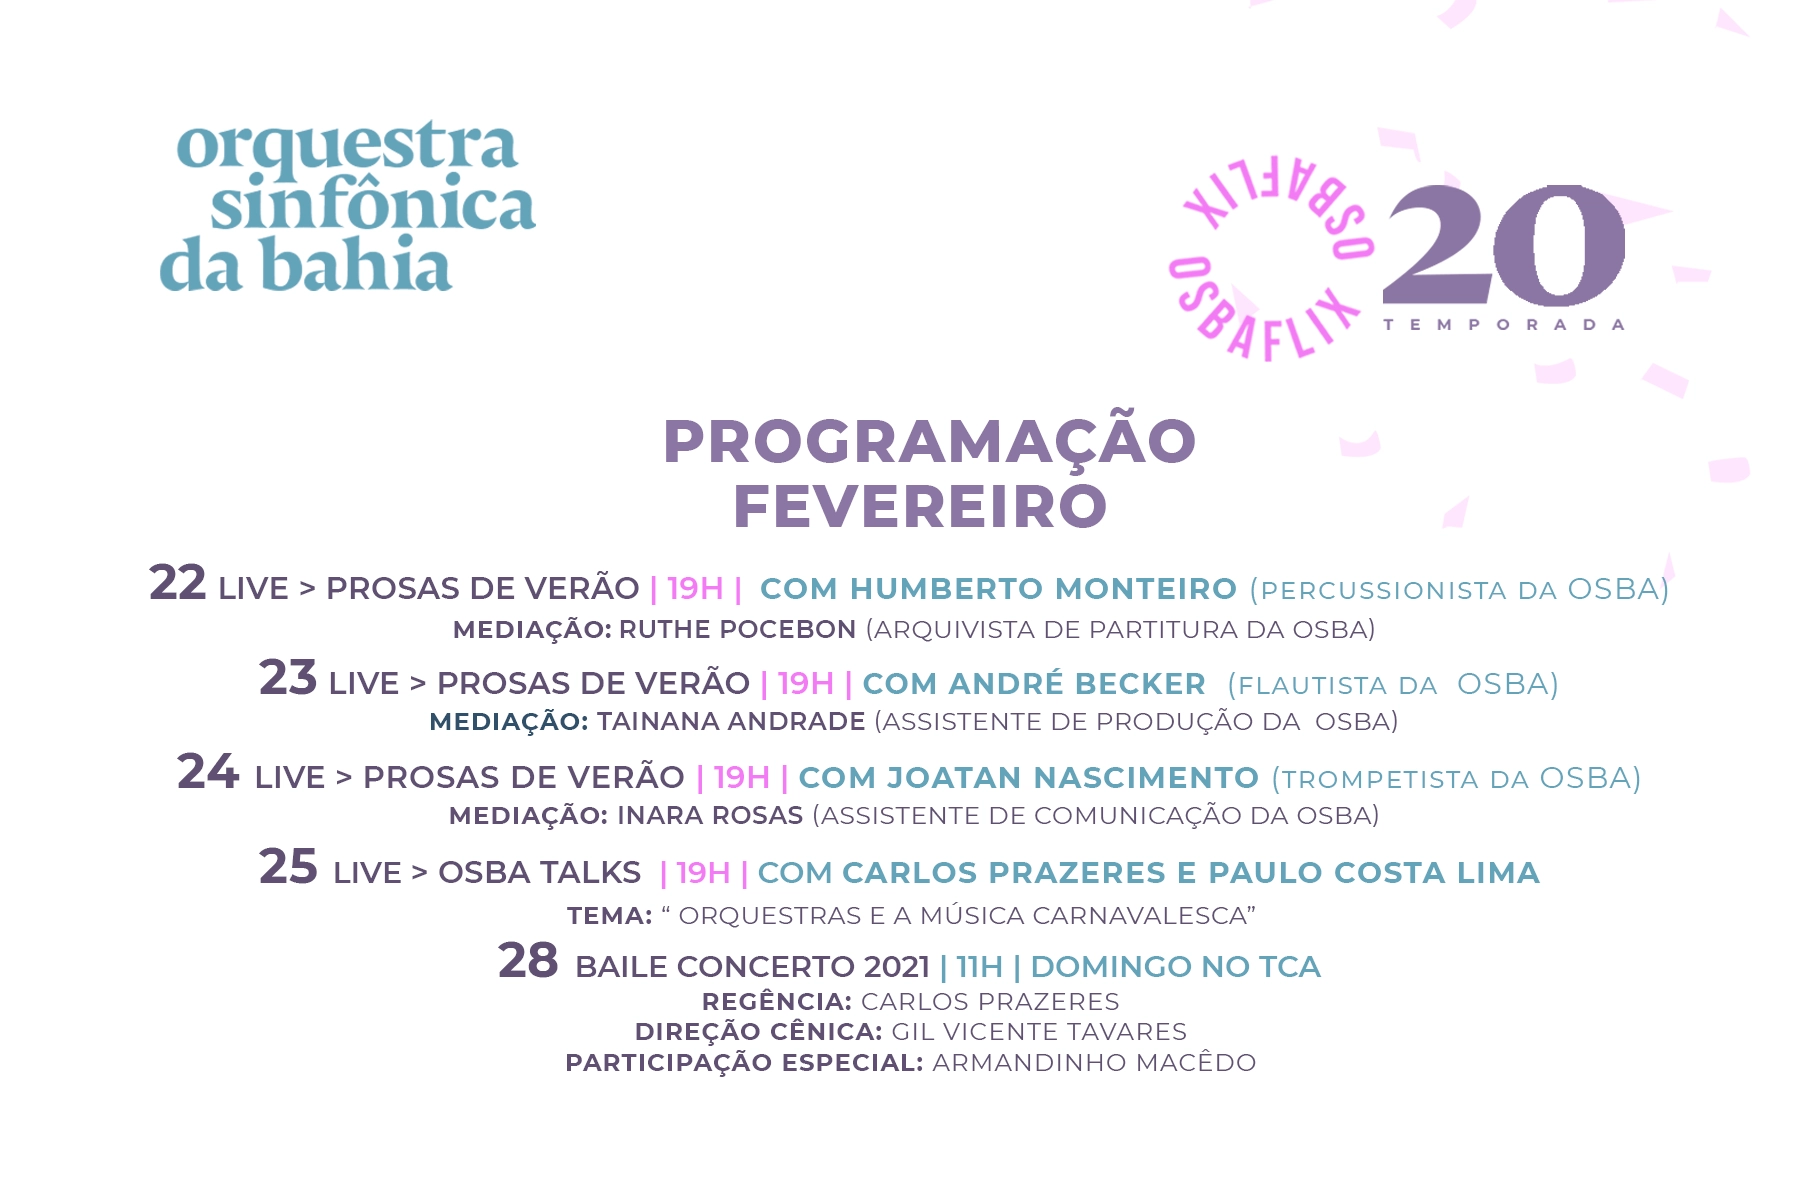 orquestra
sinfônica
da bahia
OSBAFLIX OSBAFLIX
20
TEMPORADA
PROGRAMAÇÃO
FEVEREIRO
22 LIVE > PROSAS DE VERÃO | 19H | COM HUMBERTO MONTEIRO (PERCUSSIONISTA DA OSBA)
MEDIAÇÃO: RUTHE POCEBON (ARQUIVISTA DE PARTITURA DA OSBA)
23 LIVE > PROSAS DE VERÃO | 19H | COM ANDRÉ BECKER (FLAUTISTA DA OSBA)
MEDIAÇÃO: TAINANA ANDRADE (ASSISTENTE DE PRODUÇÃO DA OSBA)
24 LIVE > PROSAS DE VERÃO | 19H | COM JOATAN NASCIMENTO (TROMPETISTA DA OSBA)
MEDIAÇÃO: INARA ROSAS (ASSISTENTE DE COMUNICAÇÃO DA OSBA)
25 LIVE > OSBA TALKS | 19H | COM CARLOS PRAZERES E PAULO COSTA LIMA
TEMA: “ ORQUESTRAS E A MÚSICA CARNAVALESCA”
28 BAILE CONCERTO 2021 | 11H | DOMINGO NO TCA
REGÊNCIA: CARLOS PRAZERES
DIREÇÃO CÊNICA: GIL VICENTE TAVARES
PARTICIPAÇÃO ESPECIAL: ARMANDINHO MACÊDO